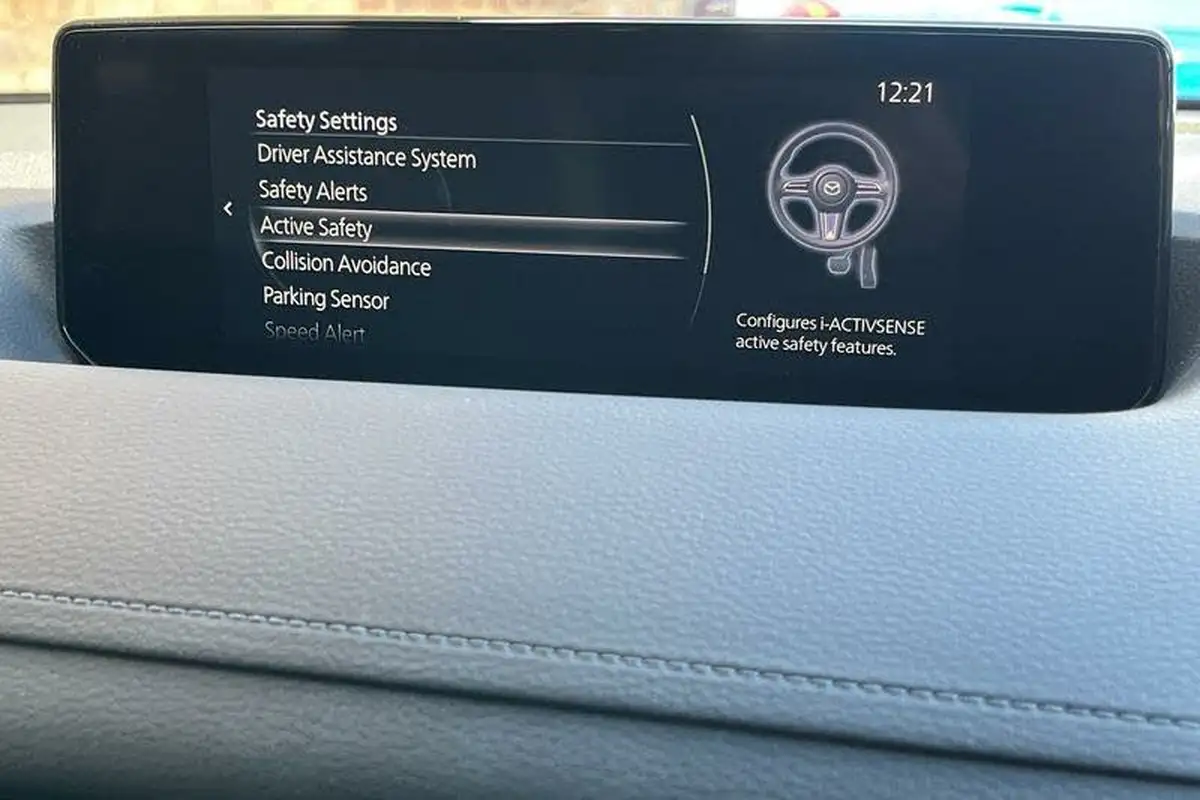 12:21
Safety Settings
Driver Assistance System
Safety Alerts
Active Safety
Collision Avoidance
Parking Sensor
Speed Alert
Configures i-ACTIVSENSE
active safety features.